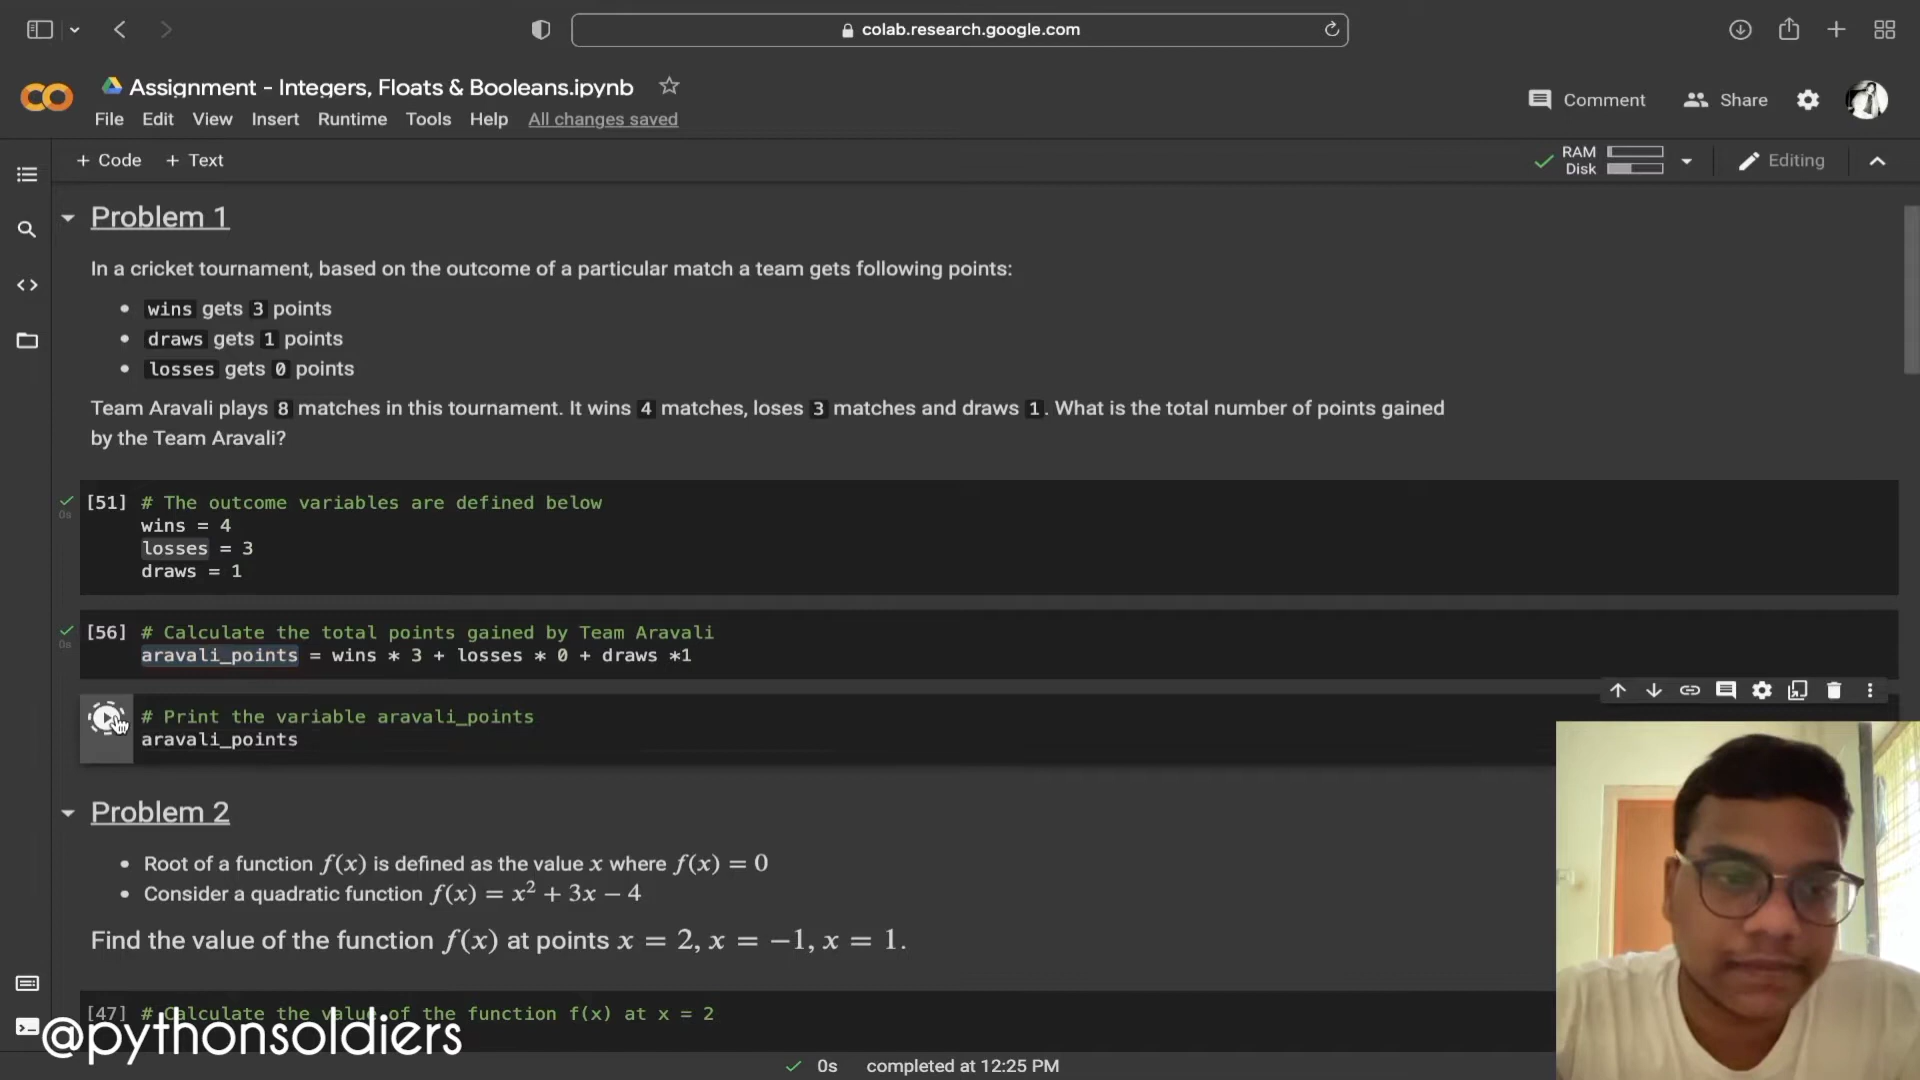 colab.research.google.com
Assignment - Integers, Floats & Booleans.ipynb
File Edit View Insert Runtime Tools Help All changes saved
Comment
Share
+ Code + Text
RAM
Disk
Editing
Problem 1
In a cricket tournament, based on the outcome of a particular match a team gets following points:
• wins gets 3 points
• draws gets 1 points
• losses gets 0 points
Team Aravali plays 8 matches in this tournament. It wins 4 matches, loses 3 matches and draws 1. What is the total number of points gained
by the Team Aravali?
[51] # The outcome variables are defined below
0s
wins = 4
losses = 3
draws = 1
[56] # Calculate the total points gained by Team Aravali
0s
aravali_points = wins * 3 + losses * 0 + draws *1
# Print the variable aravali_points
aravali_points
Problem 2
• Root of a function f(x) is defined as the value x where f(x) = 0
• Consider a quadratic function f(x) = x² + 3x − 4
Find the value of the function f(x) at points x = 2, x = −1, x = 1.
[47] # Calculate the value of the function f(x) at x = 2
@pythonsoldiers
0s completed at 12:25 PM